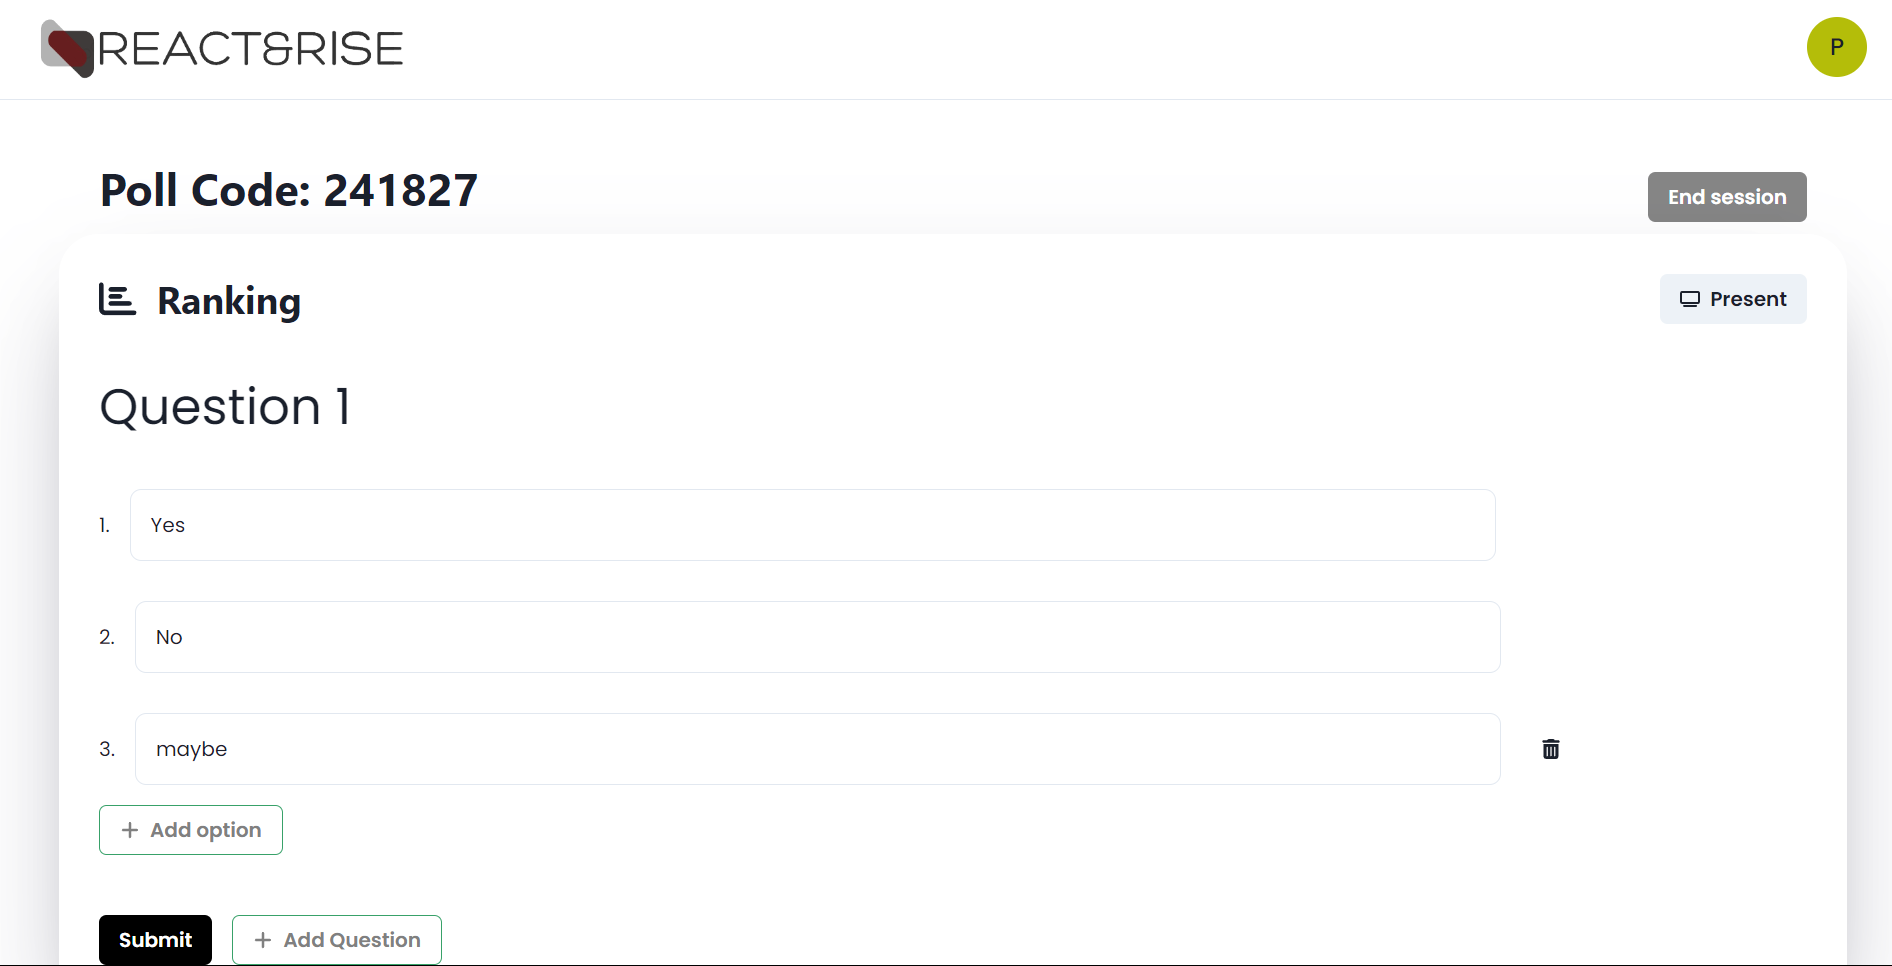 REACT&RISE
P
Poll Code: 241827
End session
Ranking
Present
Question 1
1. Yes
2. No
3. maybe
+ Add option
Submit
+ Add Question